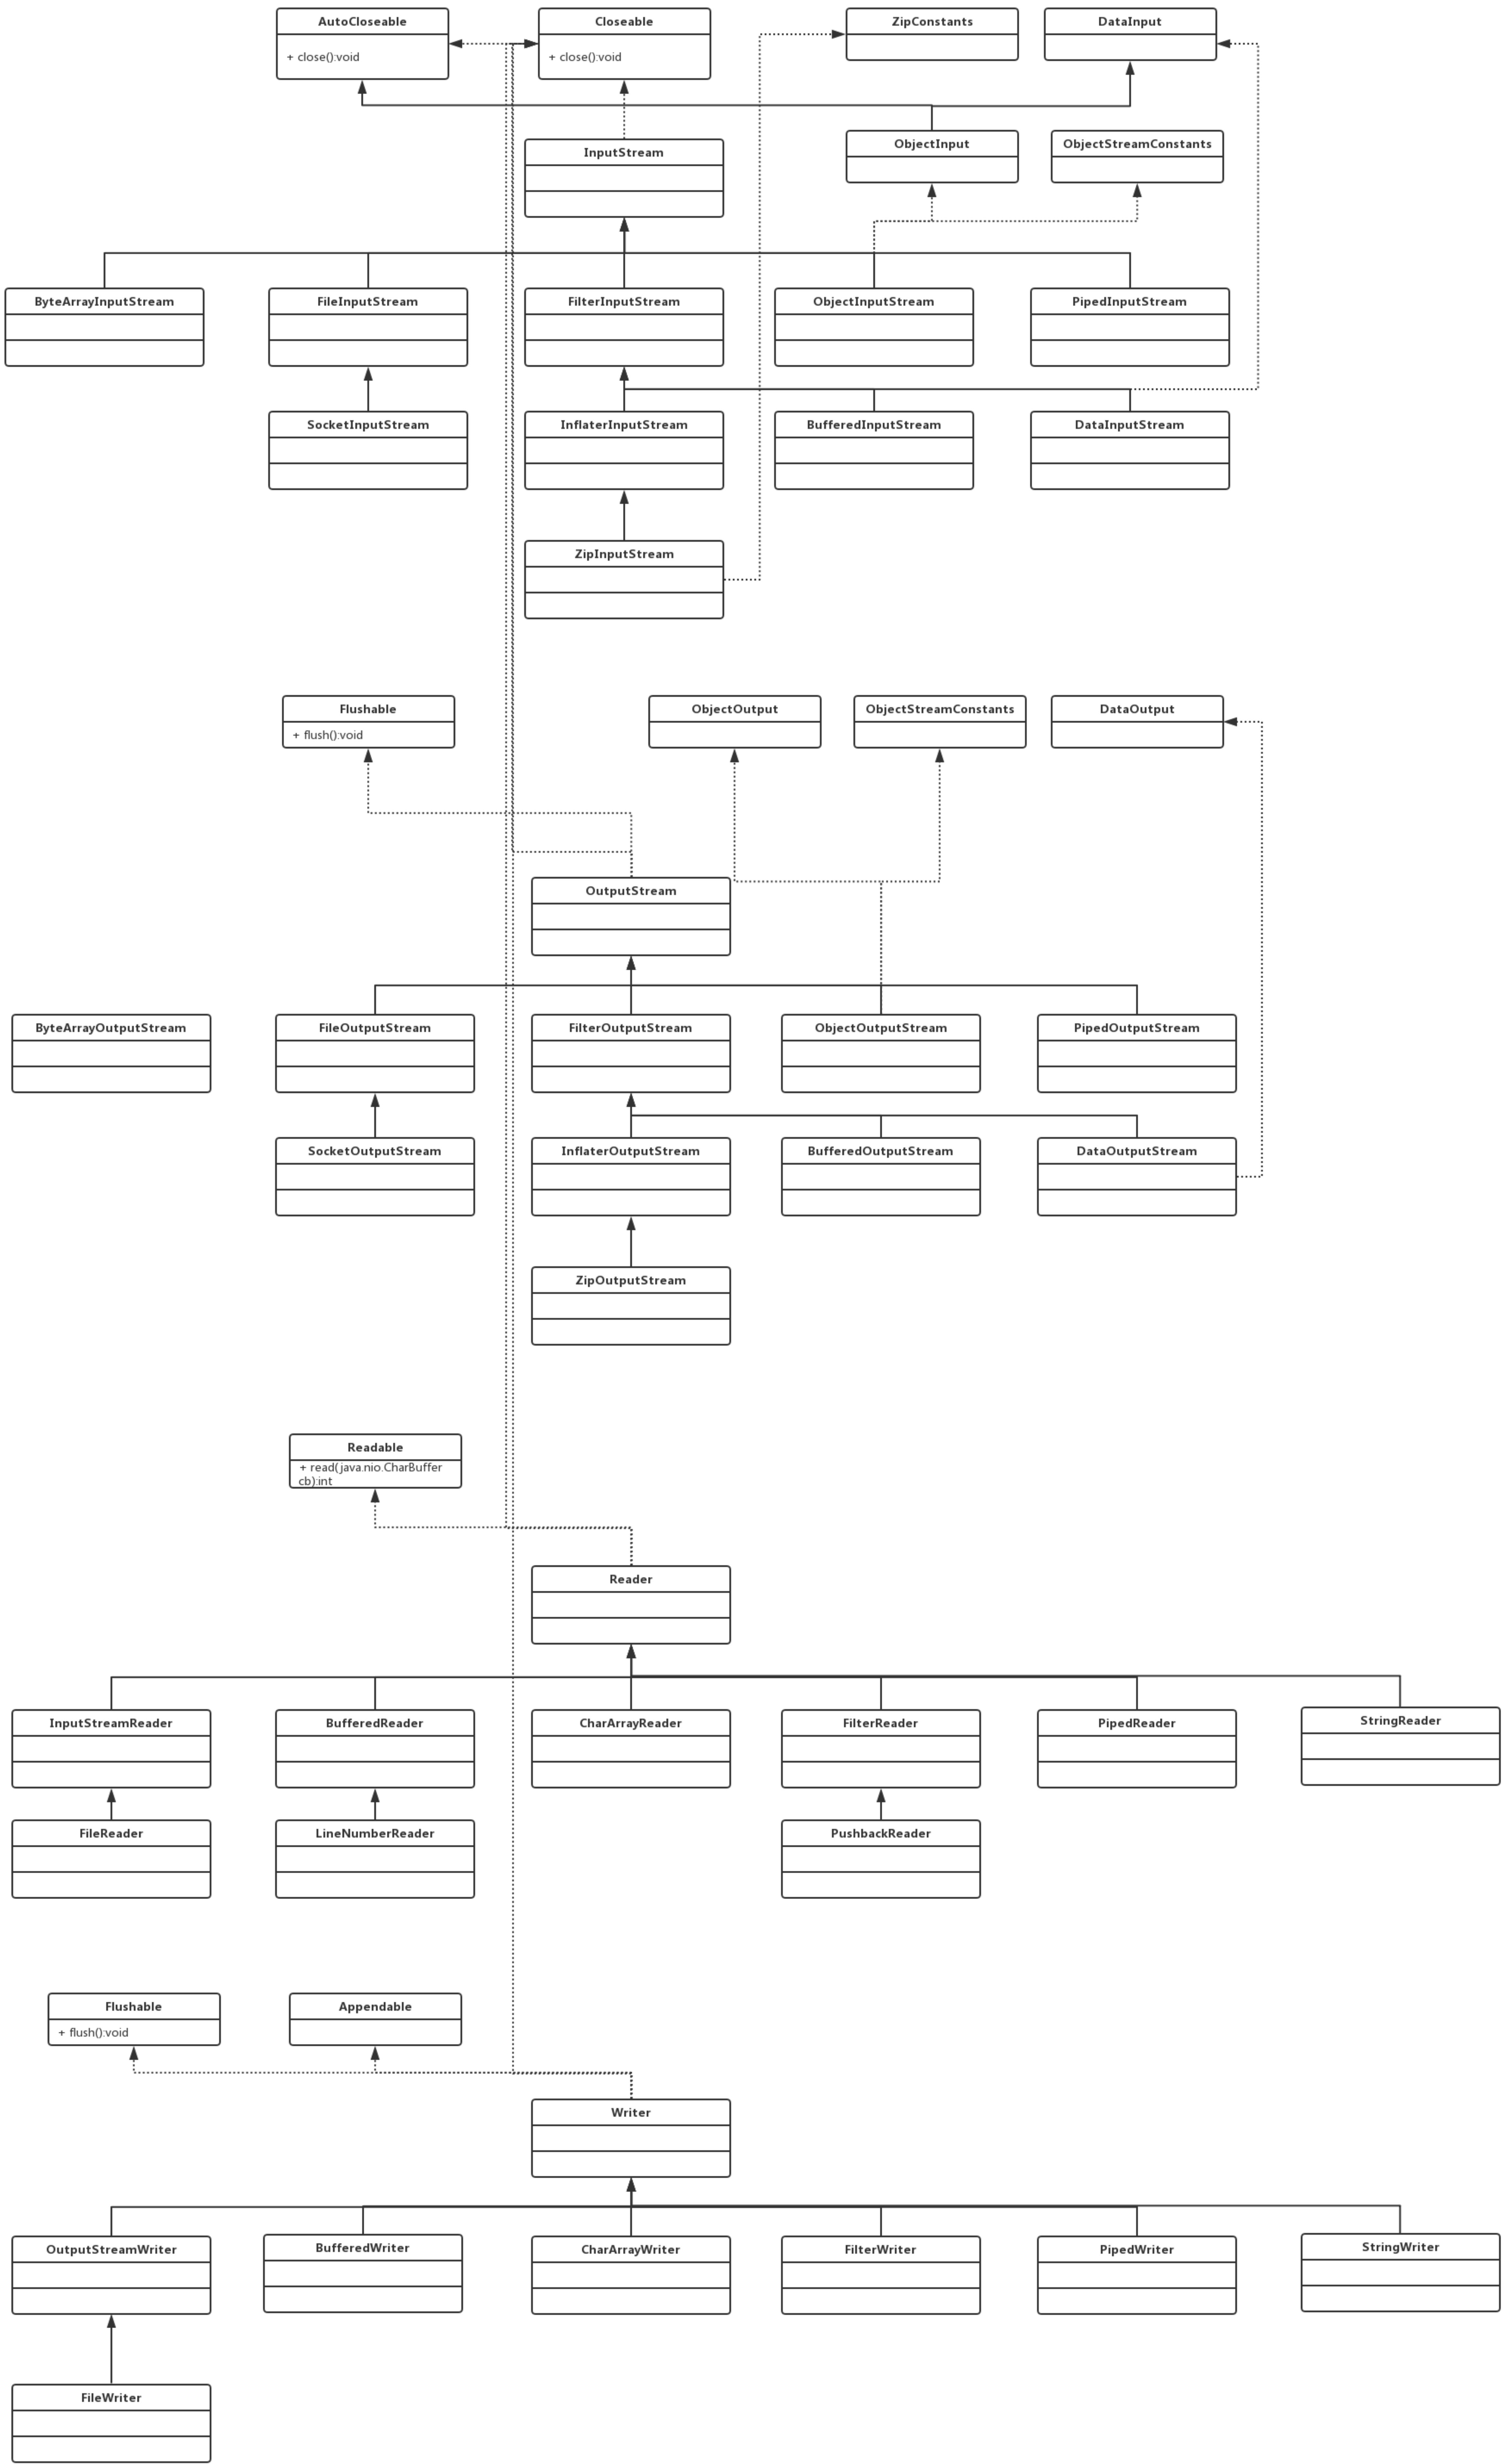 AutoCloseable
+ close():void
Closeable
+ close():void
ZipConstants
DataInput
InputStream
ObjectInput
ObjectStreamConstants
ByteArrayInputStream
FileInputStream
FilterInputStream
ObjectInputStream
PipedInputStream
SocketInputStream
InflaterInputStream
BufferedInputStream
DataInputStream
ZipInputStream
Flushable
+ flush():void
ObjectOutput
ObjectStreamConstants
DataOutput
OutputStream
ByteArrayOutputStream
FileOutputStream
FilterOutputStream
ObjectOutputStream
PipedOutputStream
SocketOutputStream
InflaterOutputStream
BufferedOutputStream
DataOutputStream
ZipOutputStream
Readable
+ read(java.nio.CharBuffer
cb):int
Reader
InputStreamReader
BufferedReader
CharArrayReader
FilterReader
PipedReader
StringReader
FileReader
LineNumberReader
PushbackReader
Flushable
+ flush():void
Appendable
Writer
OutputStreamWriter
BufferedWriter
CharArrayWriter
FilterWriter
PipedWriter
StringWriter
FileWriter